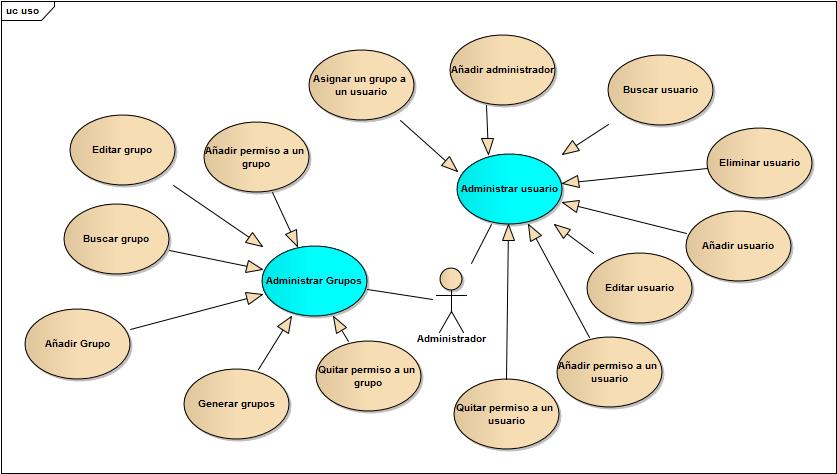 uc uso
Asignar un grupo a
un usuario
Añadir administrador
Buscar usuario
Editar grupo
Añadir permiso a un
grupo
Eliminar usuario
Administrar usuario
Buscar grupo
Añadir usuario
Administrar Grupos
Editar usuario
Administrador
Añadir Grupo
Quitar permiso a un
grupo
Añadir permiso a un
usuario
Generar grupos
Quitar permiso a un
usuario